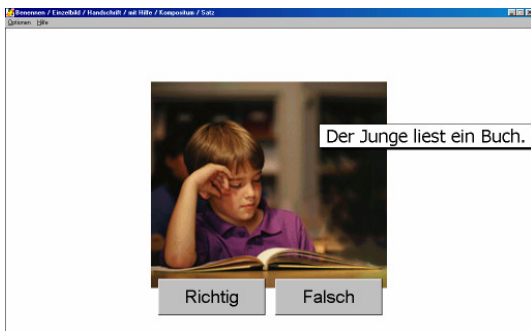 Benennen / Einzelbild / Handschrift / mit Hilfe / Kompositum / Satz
Optionen Hilfe
Der Junge liest ein Buch.
Richtig Falsch